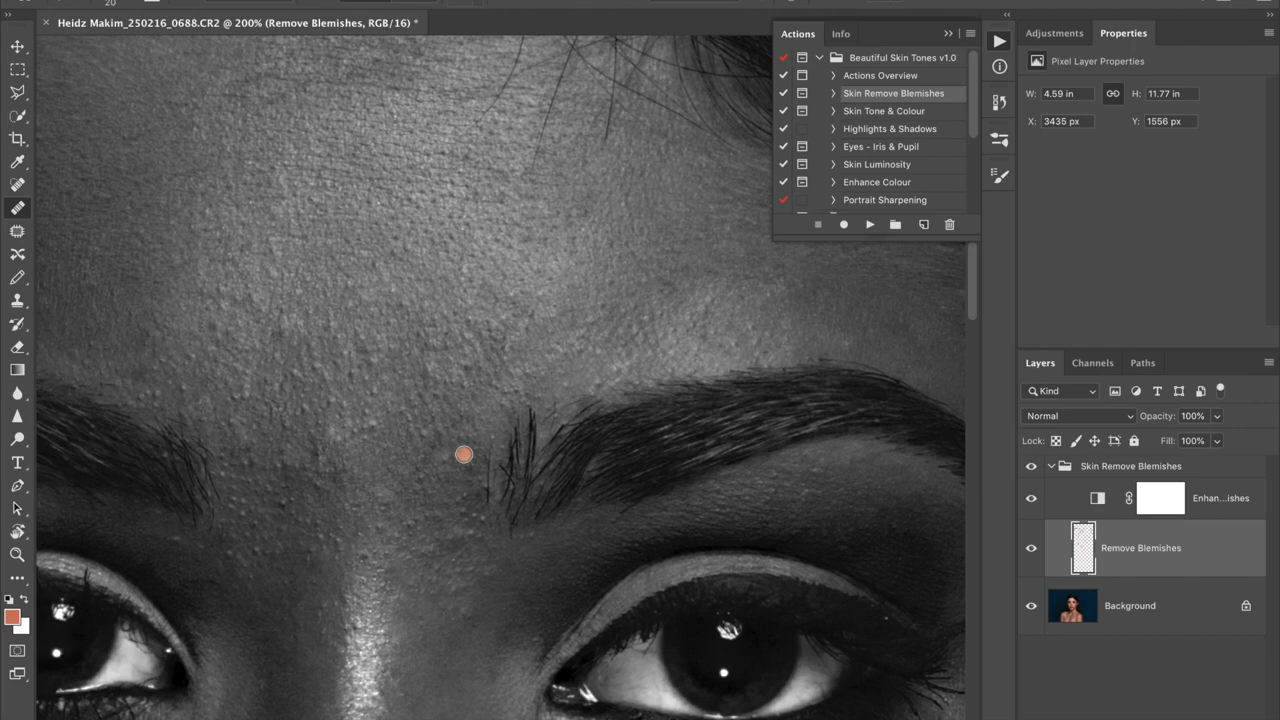 20
× Heidz Makim_250216_0688.CR2 @ 200% (Remove Blemishes, RGB/16) *
Actions Info
Beautiful Skin Tones v1.0
Actions Overview
Skin Remove Blemishes
Skin Tone & Colour
Highlights & Shadows
Eyes - Iris & Pupil
Skin Luminosity
Enhance Colour
Portrait Sharpening
Adjustments Properties
Pixel Layer Properties
W: 4.59 in H: 11.77 in
X: 3435 px Y: 1556 px
Layers Channels Paths
Kind
Normal Opacity: 100%
Lock: Fill: 100%
Skin Remove Blemishes
Enhan...ishes
Remove Blemishes
Background